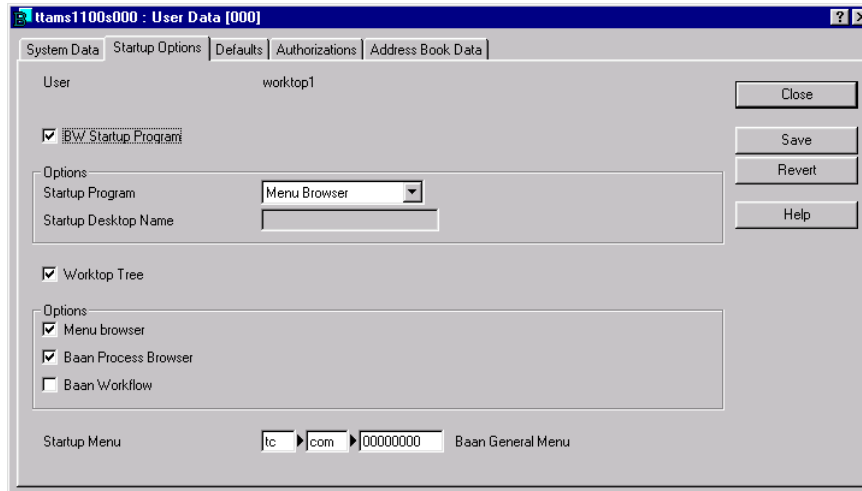 ttams1100s000 : User Data [000]
System Data Startup Options Defaults Authorizations Address Book Data
User worktop1
Close
BW Startup Program
Save
Options
Revert
Startup Program Menu Browser
Startup Desktop Name
Help
Worktop Tree
Options
Menu browser
Baan Process Browser
Baan Workflow
Startup Menu tc com 00000000 Baan General Menu